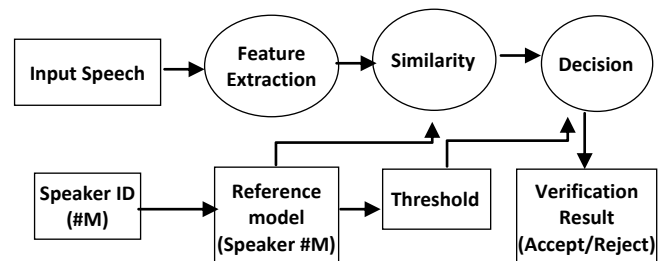 Input Speech
Feature
Extraction
Similarity
Decision
Speaker ID
(#M)
Reference
model
(Speaker #M)
Threshold
Verification
Result
(Accept/Reject)